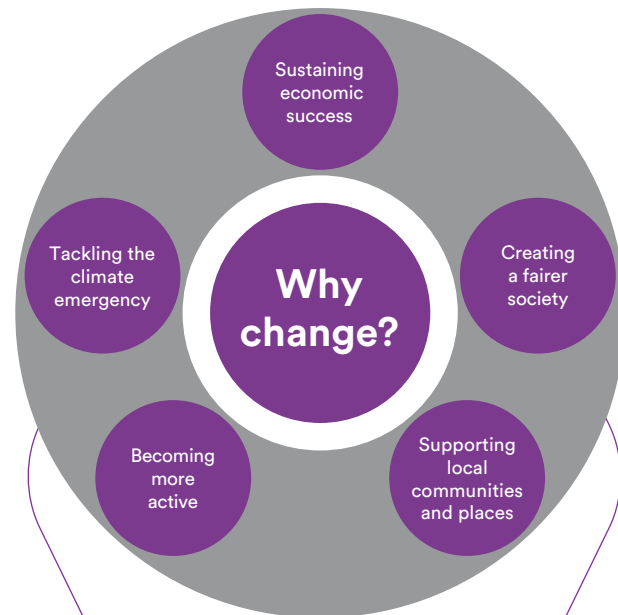 Sustaining
economic
success
Tackling the
climate
emergency
Why
change?
Creating
a fairer
society
Becoming
more
active
Supporting
local
communities
and places